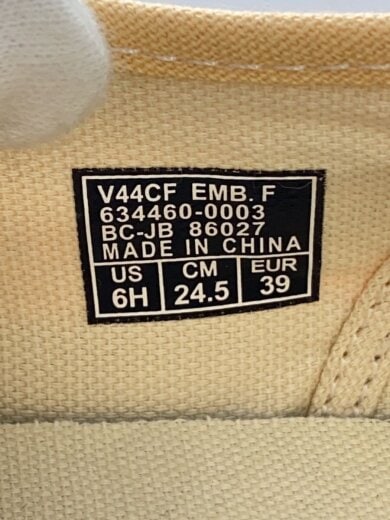 V44CF EMB. F
634460-0003
BC-JB 86027
MADE IN CHINA
US CM EUR
6H 24.5 39